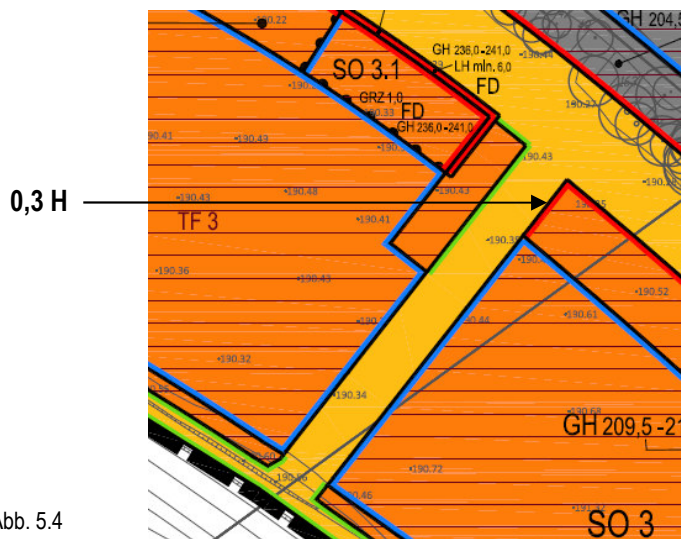 190.22
GH 204,5
GH 236,0-241,0
LH min. 6,0
190.44
SO 3.1
FD
GRZ 1,0
190.33
FD
GH 236,0-241,0
190.37
190.41
190.49
190.43
190.48
190.43
190.43
190.28
0,3 H
TF 3
190.41
190.36
190.43
190.52
190.44
190.61
190.32
190.34
190.68
GH 209,5 -21
190.60
190.72
190.46
Abb. 5.4
SO 3